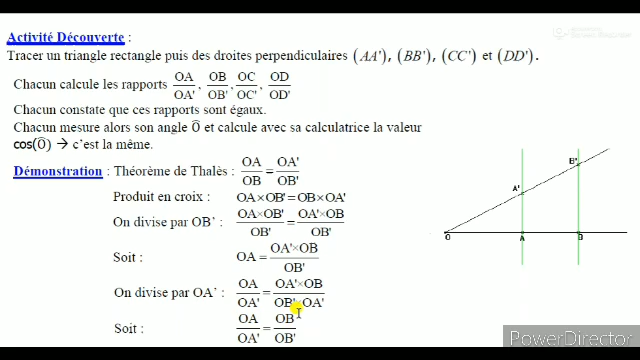 Activité Découverte :
Tracer un triangle rectangle puis des droites perpendiculaires (AA'), (BB'), (CC') et (DD').
Chacun calcule les rapports OA/OA', OB/OB', OC/OC', OD/OD'
Chacun constate que ces rapports sont égaux.
Chacun mesure alors son angle Ô et calcule avec sa calculatrice la valeur
cos(Ô) → c'est la même.
Démonstration : Théorème de Thalès : OA/OB = OA'/OB'
Produit en croix : OA×OB' = OB×OA'
On divise par OB' : OA×OB'/OB' = OA'×OB/OB'
Soit : OA = OA'×OB/OB'
On divise par OA' : OA/OA' = OA'×OB/OB'×OA'
Soit : OA/OA' = OB/OB'
B'
A'
O A B
PowerDirector